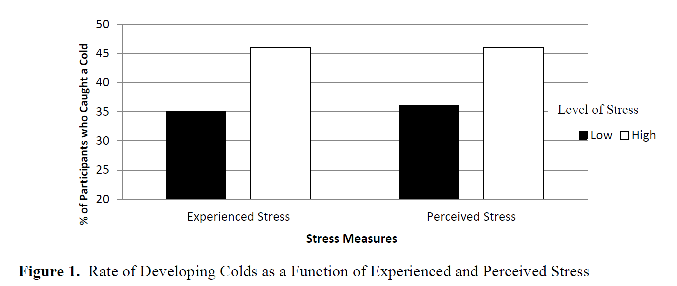 % of Participants who Caught a Cold
50
45
40
35
30
25
20
Experienced Stress
Perceived Stress
Stress Measures
Level of Stress
Low
High
Figure 1. Rate of Developing Colds as a Function of Experienced and Perceived Stress